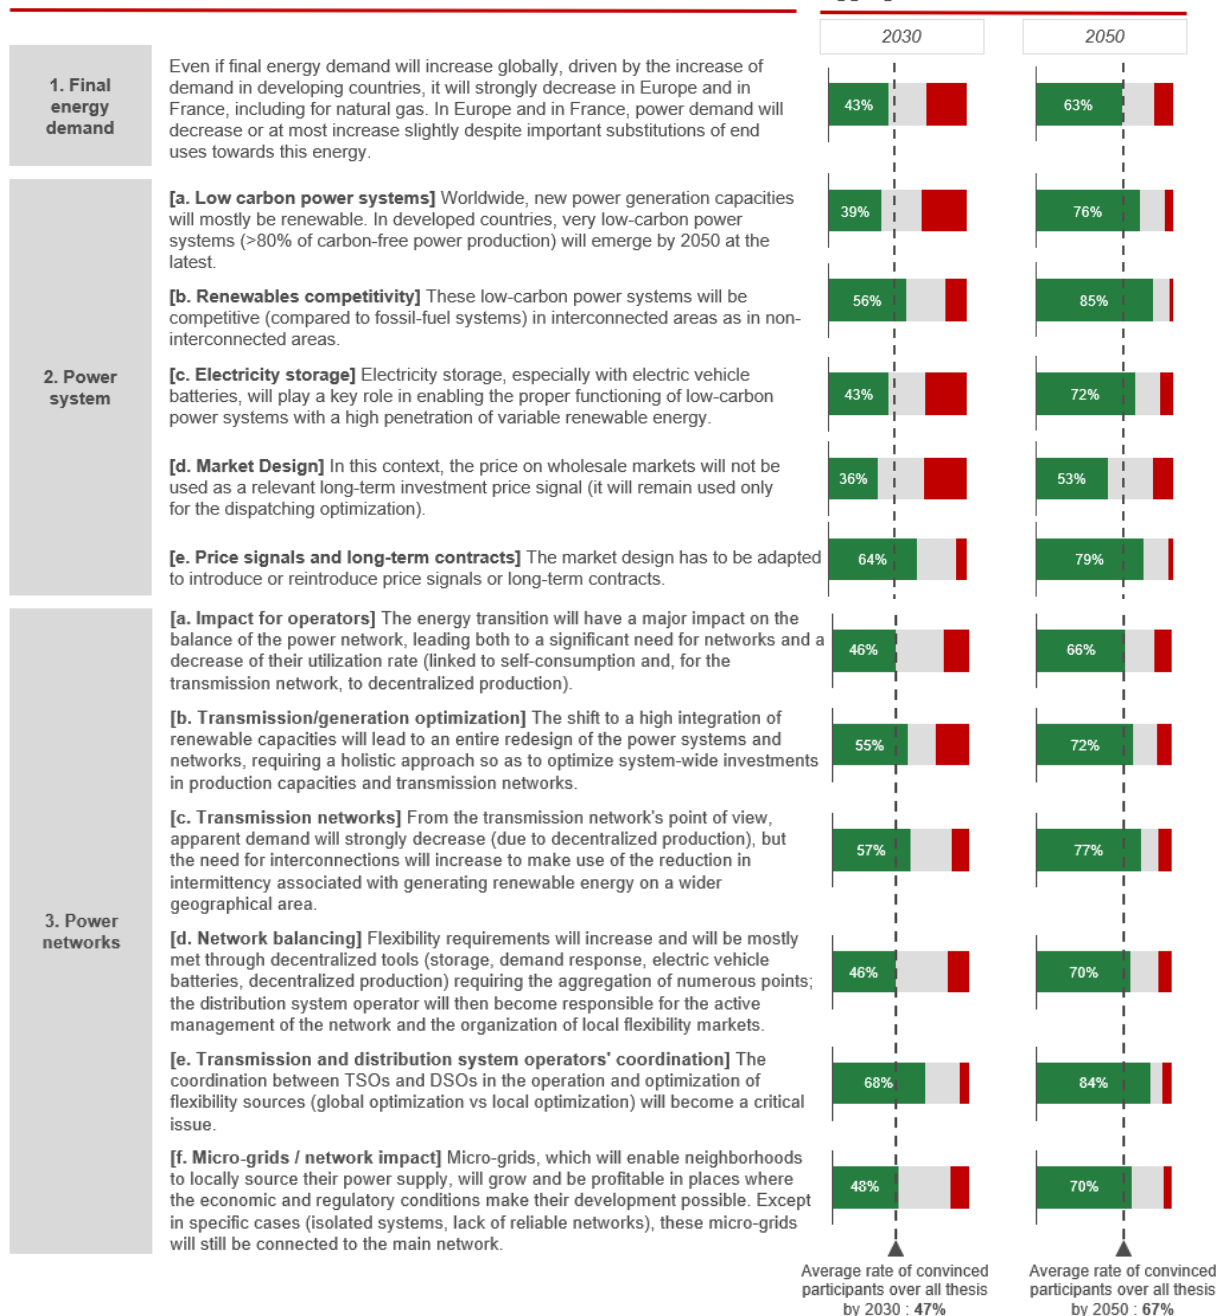 2030
2050
1. Final
energy
demand
Even if final energy demand will increase globally, driven by the increase of
demand in developing countries, it will strongly decrease in Europe and in
France, including for natural gas. In Europe and in France, power demand will
decrease or at most increase slightly despite important substitutions of end
uses towards this energy.
43%
63%
2. Power
system
[a. Low carbon power systems] Worldwide, new power generation capacities
will mostly be renewable. In developed countries, very low-carbon power
systems (>80% of carbon-free power production) will emerge by 2050 at the
latest.
39%
76%
[b. Renewables competitivity] These low-carbon power systems will be
competitive (compared to fossil-fuel systems) in interconnected areas as in non-
interconnected areas.
56%
85%
[c. Electricity storage] Electricity storage, especially with electric vehicle
batteries, will play a key role in enabling the proper functioning of low-carbon
power systems with a high penetration of variable renewable energy.
43%
72%
[d. Market Design] In this context, the price on wholesale markets will not be
used as a relevant long-term investment price signal (it will remain used only
for the dispatching optimization).
36%
53%
[e. Price signals and long-term contracts] The market design has to be adapted
to introduce or reintroduce price signals or long-term contracts.
64%
79%
3. Power
networks
[a. Impact for operators] The energy transition will have a major impact on the
balance of the power network, leading both to a significant need for networks and a
decrease of their utilization rate (linked to self-consumption and, for the
transmission network, to decentralized production).
46%
66%
[b. Transmission/generation optimization] The shift to a high integration of
renewable capacities will lead to an entire redesign of the power systems and
networks, requiring a holistic approach so as to optimize system-wide investments
in production capacities and transmission networks.
55%
72%
[c. Transmission networks] From the transmission network's point of view,
apparent demand will strongly decrease (due to decentralized production), but
the need for interconnections will increase to make use of the reduction in
intermittency associated with generating renewable energy on a wider
geographical area.
57%
77%
[d. Network balancing] Flexibility requirements will increase and will be mostly
met through decentralized tools (storage, demand response, electric vehicle
batteries, decentralized production) requiring the aggregation of numerous points;
the distribution system operator will then become responsible for the active
management of the network and the organization of local flexibility markets.
46%
70%
[e. Transmission and distribution system operators' coordination] The
coordination between TSOs and DSOs in the operation and optimization of
flexibility sources (global optimization vs local optimization) will become a critical
issue.
68%
84%
[f. Micro-grids / network impact] Micro-grids, which will enable neighborhoods
to locally source their power supply, will grow and be profitable in places where
the economic and regulatory conditions make their development possible. Except
in specific cases (isolated systems, lack of reliable networks), these micro-grids
will still be connected to the main network.
48%
70%
Average rate of convinced
participants over all thesis
by 2030 : 47%
Average rate of convinced
participants over all thesis
by 2050 : 67%